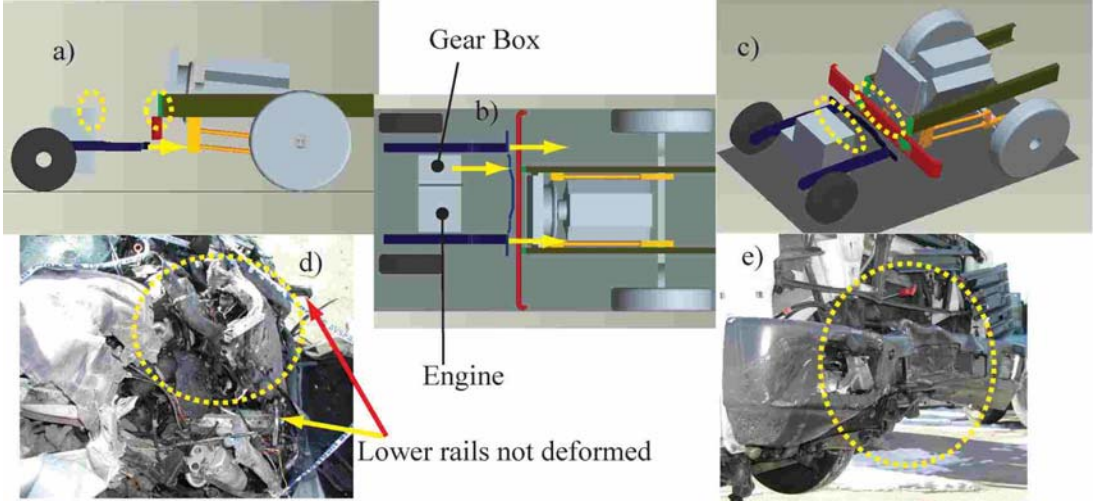 a)
Gear Box
b)
c)
d)
Engine
Lower rails not deformed
e)